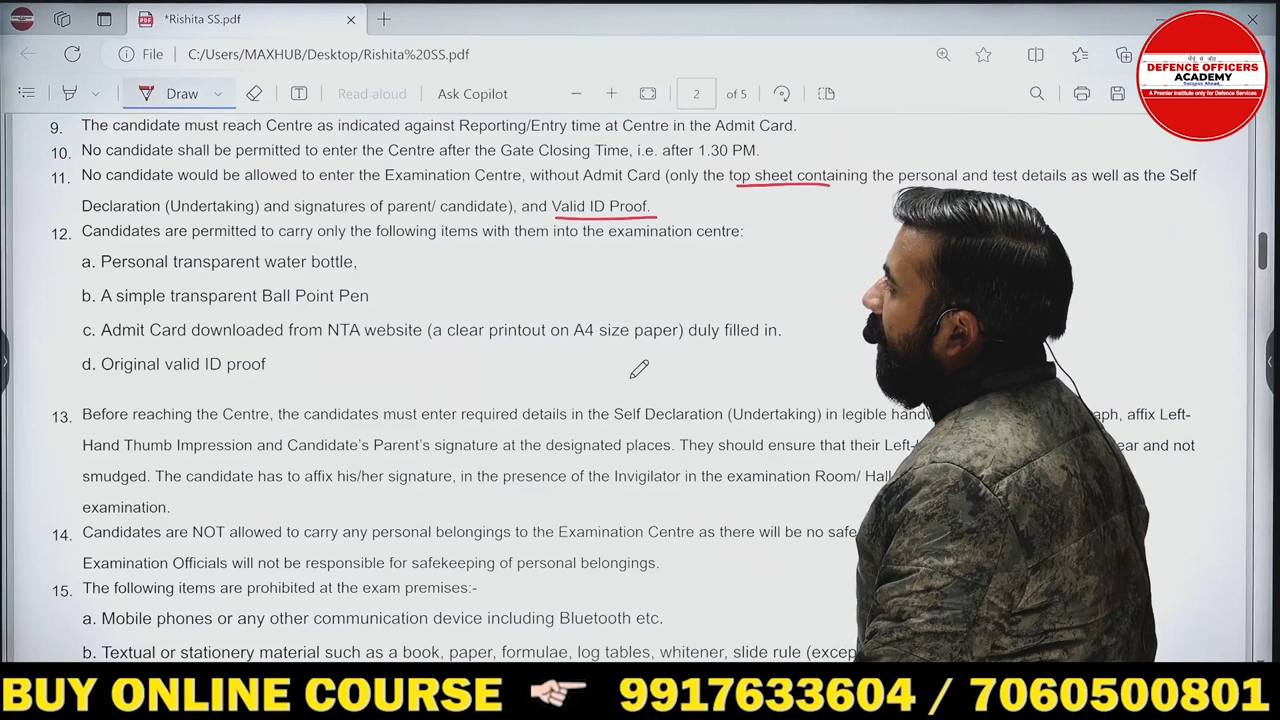 *Rishita SS.pdf
File
C:/Users/MAXHUB/Desktop/Rishita%20SS.pdf
Draw
Read aloud
Ask Cop
2
of 5
DEFENCE OFFICERS
ACADEMY
A Premier Institute only for Defence Services
9. The candidate must reach Centre as indicated against Reporting/Entry time at Centre in the Admit Card.
10. No candidate shall be permitted to enter the Centre after the Gate Closing Time, i.e. after 1.30 PM.
11. No candidate would be allowed to enter the Examination Centre, without Admit Card (only the top sheet containing the personal and test details as well as the Self
Declaration (Undertaking) and signatures of parent/ candidate), and Valid ID Proof.
12. Candidates are permitted to carry only the following items with them into the examination centre:
a. Personal transparent water bottle,
b. A simple transparent Ball Point Pen
c. Admit Card downloaded from NTA website (a clear printout on A4 size paper) duly filled in.
d. Original valid ID proof
13. Before reaching the Centre, the candidates must enter required details in the Self Declaration (Undertaking) in legible aph, affix Left-
Hand Thumb Impression and Candidate's Parent's signature at the designated places. They should ensure that their ear and not
smudged. The candidate has to affix his/her signature, in the presence of the Invigilator in the examination Room/ Hall
examination.
14. Candidates are NOT allowed to carry any personal belongings to the Examination Centre as there will be no safe
Examination Officials will not be responsible for safekeeping of personal belongings.
15. The following items are prohibited at the exam premises:-
a. Mobile phones or any other communication device including Bluetooth etc.
b. Textual or stationery material such as a book, paper, formulae, log tables, whitener, slide rule (excep
BUY ONLINE COURSE 9917633604 / 7060500801